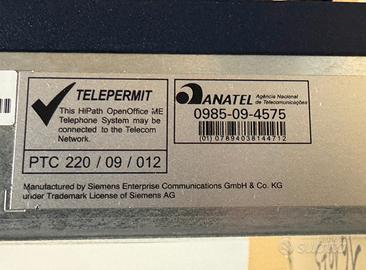 TELEPERMIT
This HiPath OpenOffice ME
Telephone System may be
connected to the Telecom
Network.
PTC 220 / 09 / 012
ANATEL
Agência Nacional
de Telecomunicações
0985-09-4575
(01) 07894038144712
Manufactured by Siemens Enterprise Communications GmbH & Co. KG
under Trademark License of Siemens AG